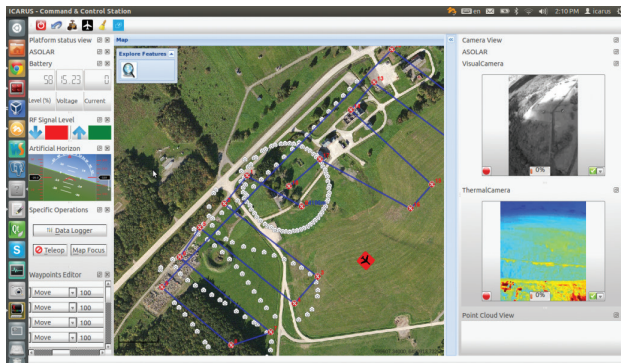 ICARUS - Command & Control Station
en
2:10 PM
icarus
Platform status view
ASOLAR
Battery
58 15.23 0
Level (%) Voltage Current
RF Signal Level
Artificial Horizon
Specific Operations
Data Logger
Teleop Map Focus
Waypoints Editor
Move 100
Move 100
Move 100
Move 100
Map
Explore Features
Camera View
ASOLAR
VisualCamera
0%
ThermalCamera
0%
Point Cloud View